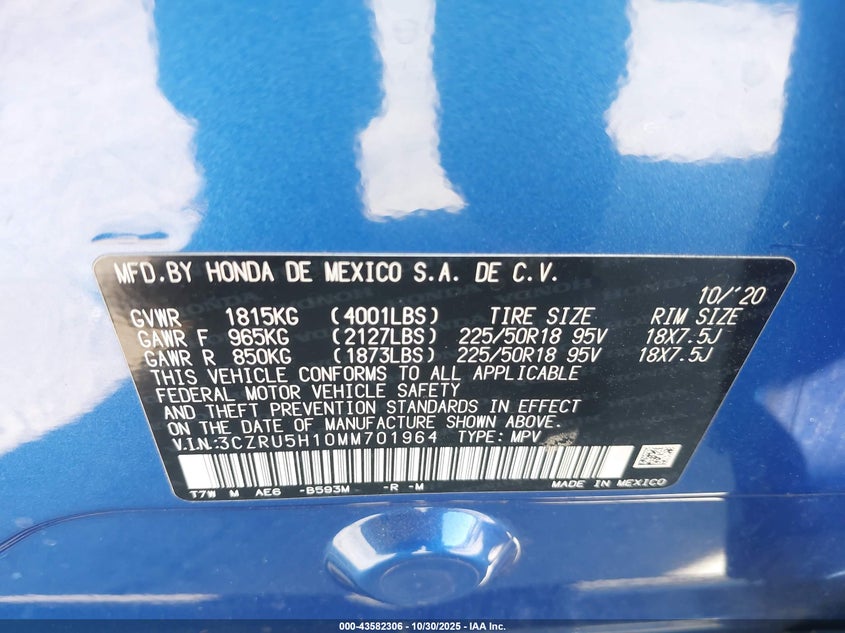 MFD.BY HONDA DE MEXICO S.A. DE C.V.
10/'20
GVWR 1815KG (4001LBS) TIRE SIZE RIM SIZE
GAWR F 965KG (2127LBS) 225/50R18 95V 18X7.5J
GAWR R 850KG (1873LBS) 225/50R18 95V 18X7.5J
THIS VEHICLE CONFORMS TO ALL APPLICABLE
FEDERAL MOTOR VEHICLE SAFETY
AND THEFT PREVENTION STANDARDS IN EFFECT
ON THE DATE OF MANUFACTURE SHOWN ABOVE.
V.IN:3CZRU5H10MM701964 TYPE: MPV
T7W M AE6 -B593M -R -M MADE IN MEXICO
000-43582306 - 10/30/2025 - IAA Inc.